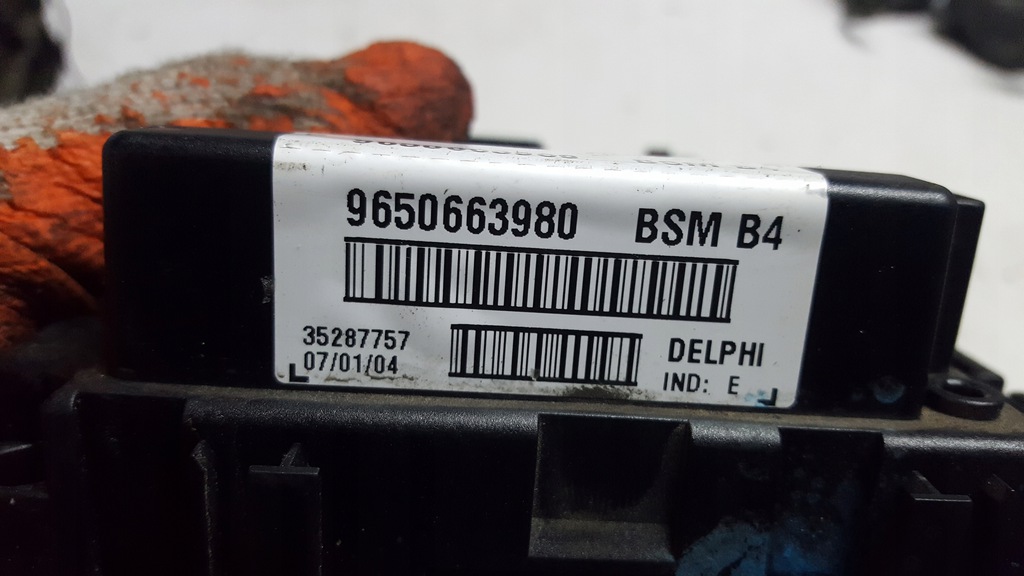 9650663980 BSM B4
35287757
07/01/04
DELPHI
IND: E